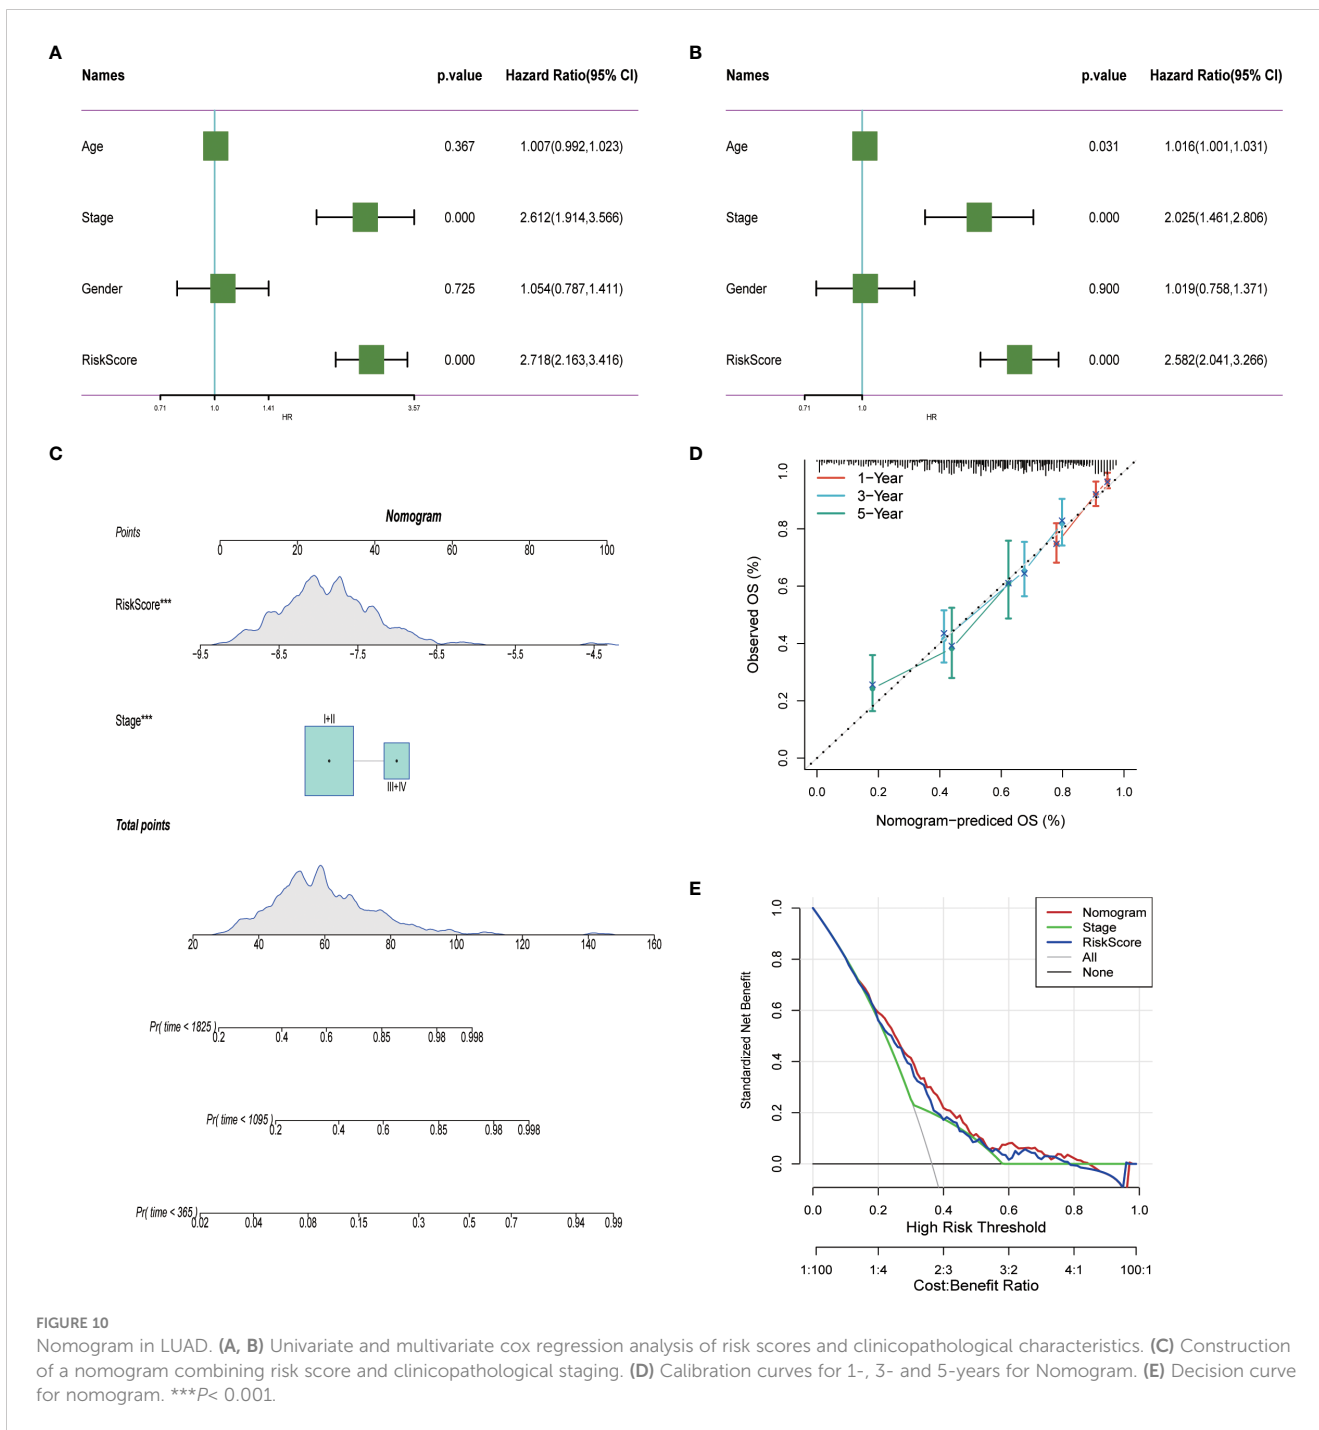 A
Names p.value Hazard Ratio(95% CI)
Age 0.367 1.007(0.992,1.023)
Stage 0.000 2.612(1.914,3.566)
Gender 0.725 1.054(0.787,1.411)
RiskScore 0.000 2.718(2.163,3.416)
0.71 1.0 1.41 3.57
HR
B
Names p.value Hazard Ratio(95% CI)
Age 0.031 1.016(1.001,1.031)
Stage 0.000 2.025(1.461,2.806)
Gender 0.900 1.019(0.758,1.371)
RiskScore 0.000 2.582(2.041,3.266)
0.71 1.0
HR
C
Nomogram
Points
0 20 40 60 80 100
RiskScore***
−9.5 −8.5 −7.5 −6.5 −5.5 −4.5
Stage***
I+II
III+IV
Total points
20 40 60 80 100 120 140 160
Pr( time < 1825 )
0.2 0.4 0.6 0.85 0.98 0.998
Pr( time < 1095 )
0.2 0.4 0.6 0.85 0.98 0.998
Pr( time < 365 )
0.02 0.04 0.08 0.15 0.3 0.5 0.7 0.94 0.99
D
1−Year
3−Year
5−Year
Observed OS (%)
0.0 0.2 0.4 0.6 0.8 1.0
0.0 0.2 0.4 0.6 0.8 1.0
Nomogram−prediced OS (%)
E
Nomogram
Stage
RiskScore
All
None
Standardized Net Benefit
0.0 0.2 0.4 0.6 0.8 1.0
0.0 0.2 0.4 0.6 0.8 1.0
High Risk Threshold
1:100 1:4 2:3 3:2 4:1 100:1
Cost:Benefit Ratio
FIGURE 10
Nomogram in LUAD. (A, B) Univariate and multivariate cox regression analysis of risk scores and clinicopathological characteristics. (C) Construction
of a nomogram combining risk score and clinicopathological staging. (D) Calibration curves for 1-, 3- and 5-years for Nomogram. (E) Decision curve
for nomogram. ***P< 0.001.